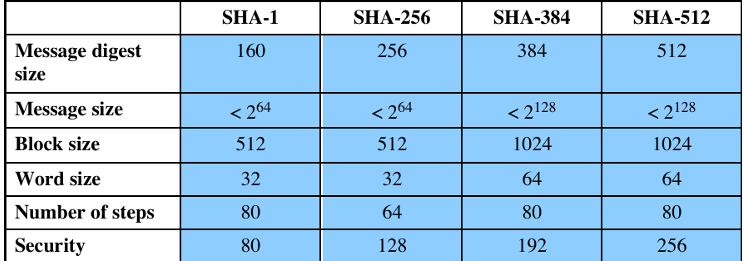 SHA-1 SHA-256 SHA-384 SHA-512
Message digest size 160 256 384 512
Message size < 2^64 < 2^64 < 2^128 < 2^128
Block size 512 512 1024 1024
Word size 32 32 64 64
Number of steps 80 64 80 80
Security 80 128 192 256